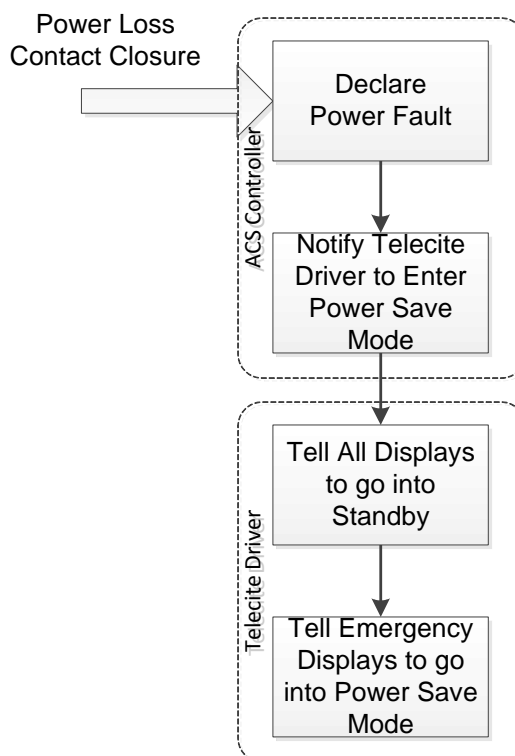 Power Loss
Contact Closure
Declare
Power Fault
ACS Controller
Notify Telecite
Driver to Enter
Power Save
Mode
Tell All Displays
to go into
Standby
Telecite Driver
Tell Emergency
Displays to go
into Power Save
Mode